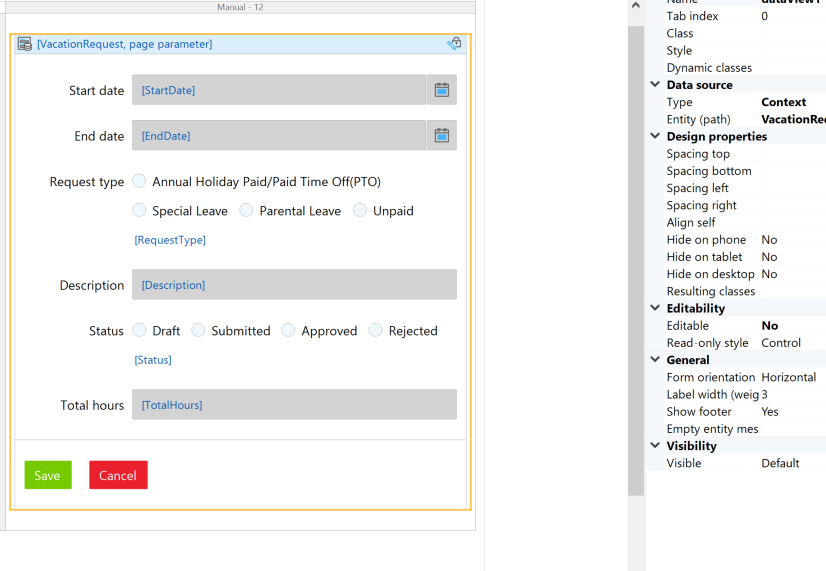 Manual - 12
[VacationRequest, page parameter]
Start date [StartDate]
End date [EndDate]
Request type Annual Holiday Paid/Paid Time Off(PTO)
Special Leave Parental Leave Unpaid
[RequestType]
Description [Description]
Status Draft Submitted Approved Rejected
[Status]
Total hours [TotalHours]
Save Cancel
Name dataView1
Tab index 0
Class
Style
Dynamic classes
Data source
Type Context
Entity (path) VacationRe
Design properties
Spacing top
Spacing bottom
Spacing left
Spacing right
Align self
Hide on phone No
Hide on tablet No
Hide on desktop No
Resulting classes
Editability
Editable No
Read-only style Control
General
Form orientation Horizontal
Label width (weig 3
Show footer Yes
Empty entity mes
Visibility
Visible Default